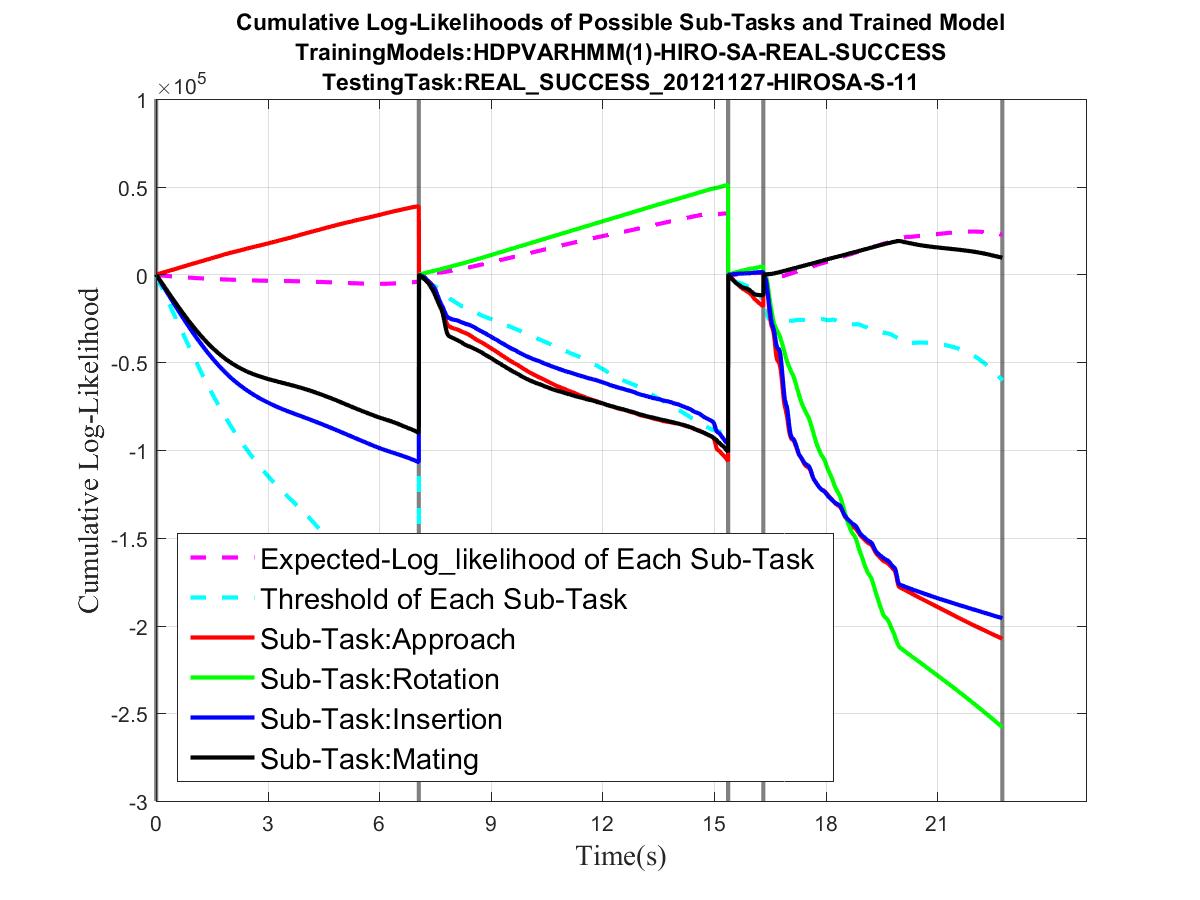 Cumulative Log-Likelihoods of Possible Sub-Tasks and Trained Model
TrainingModels:HDPVARHMM(1)-HIRO-SA-REAL-SUCCESS
TestingTask:REAL_SUCCESS_20121127-HIROSA-S-11
×10^5
1
0.5
0
-0.5
-1
-1.5
-2
-2.5
-3
Cumulative Log-Likelihood
Expected-Log_likelihood of Each Sub-Task
Threshold of Each Sub-Task
Sub-Task:Approach
Sub-Task:Rotation
Sub-Task:Insertion
Sub-Task:Mating
0 3 6 9 12 15 18 21
Time(s)